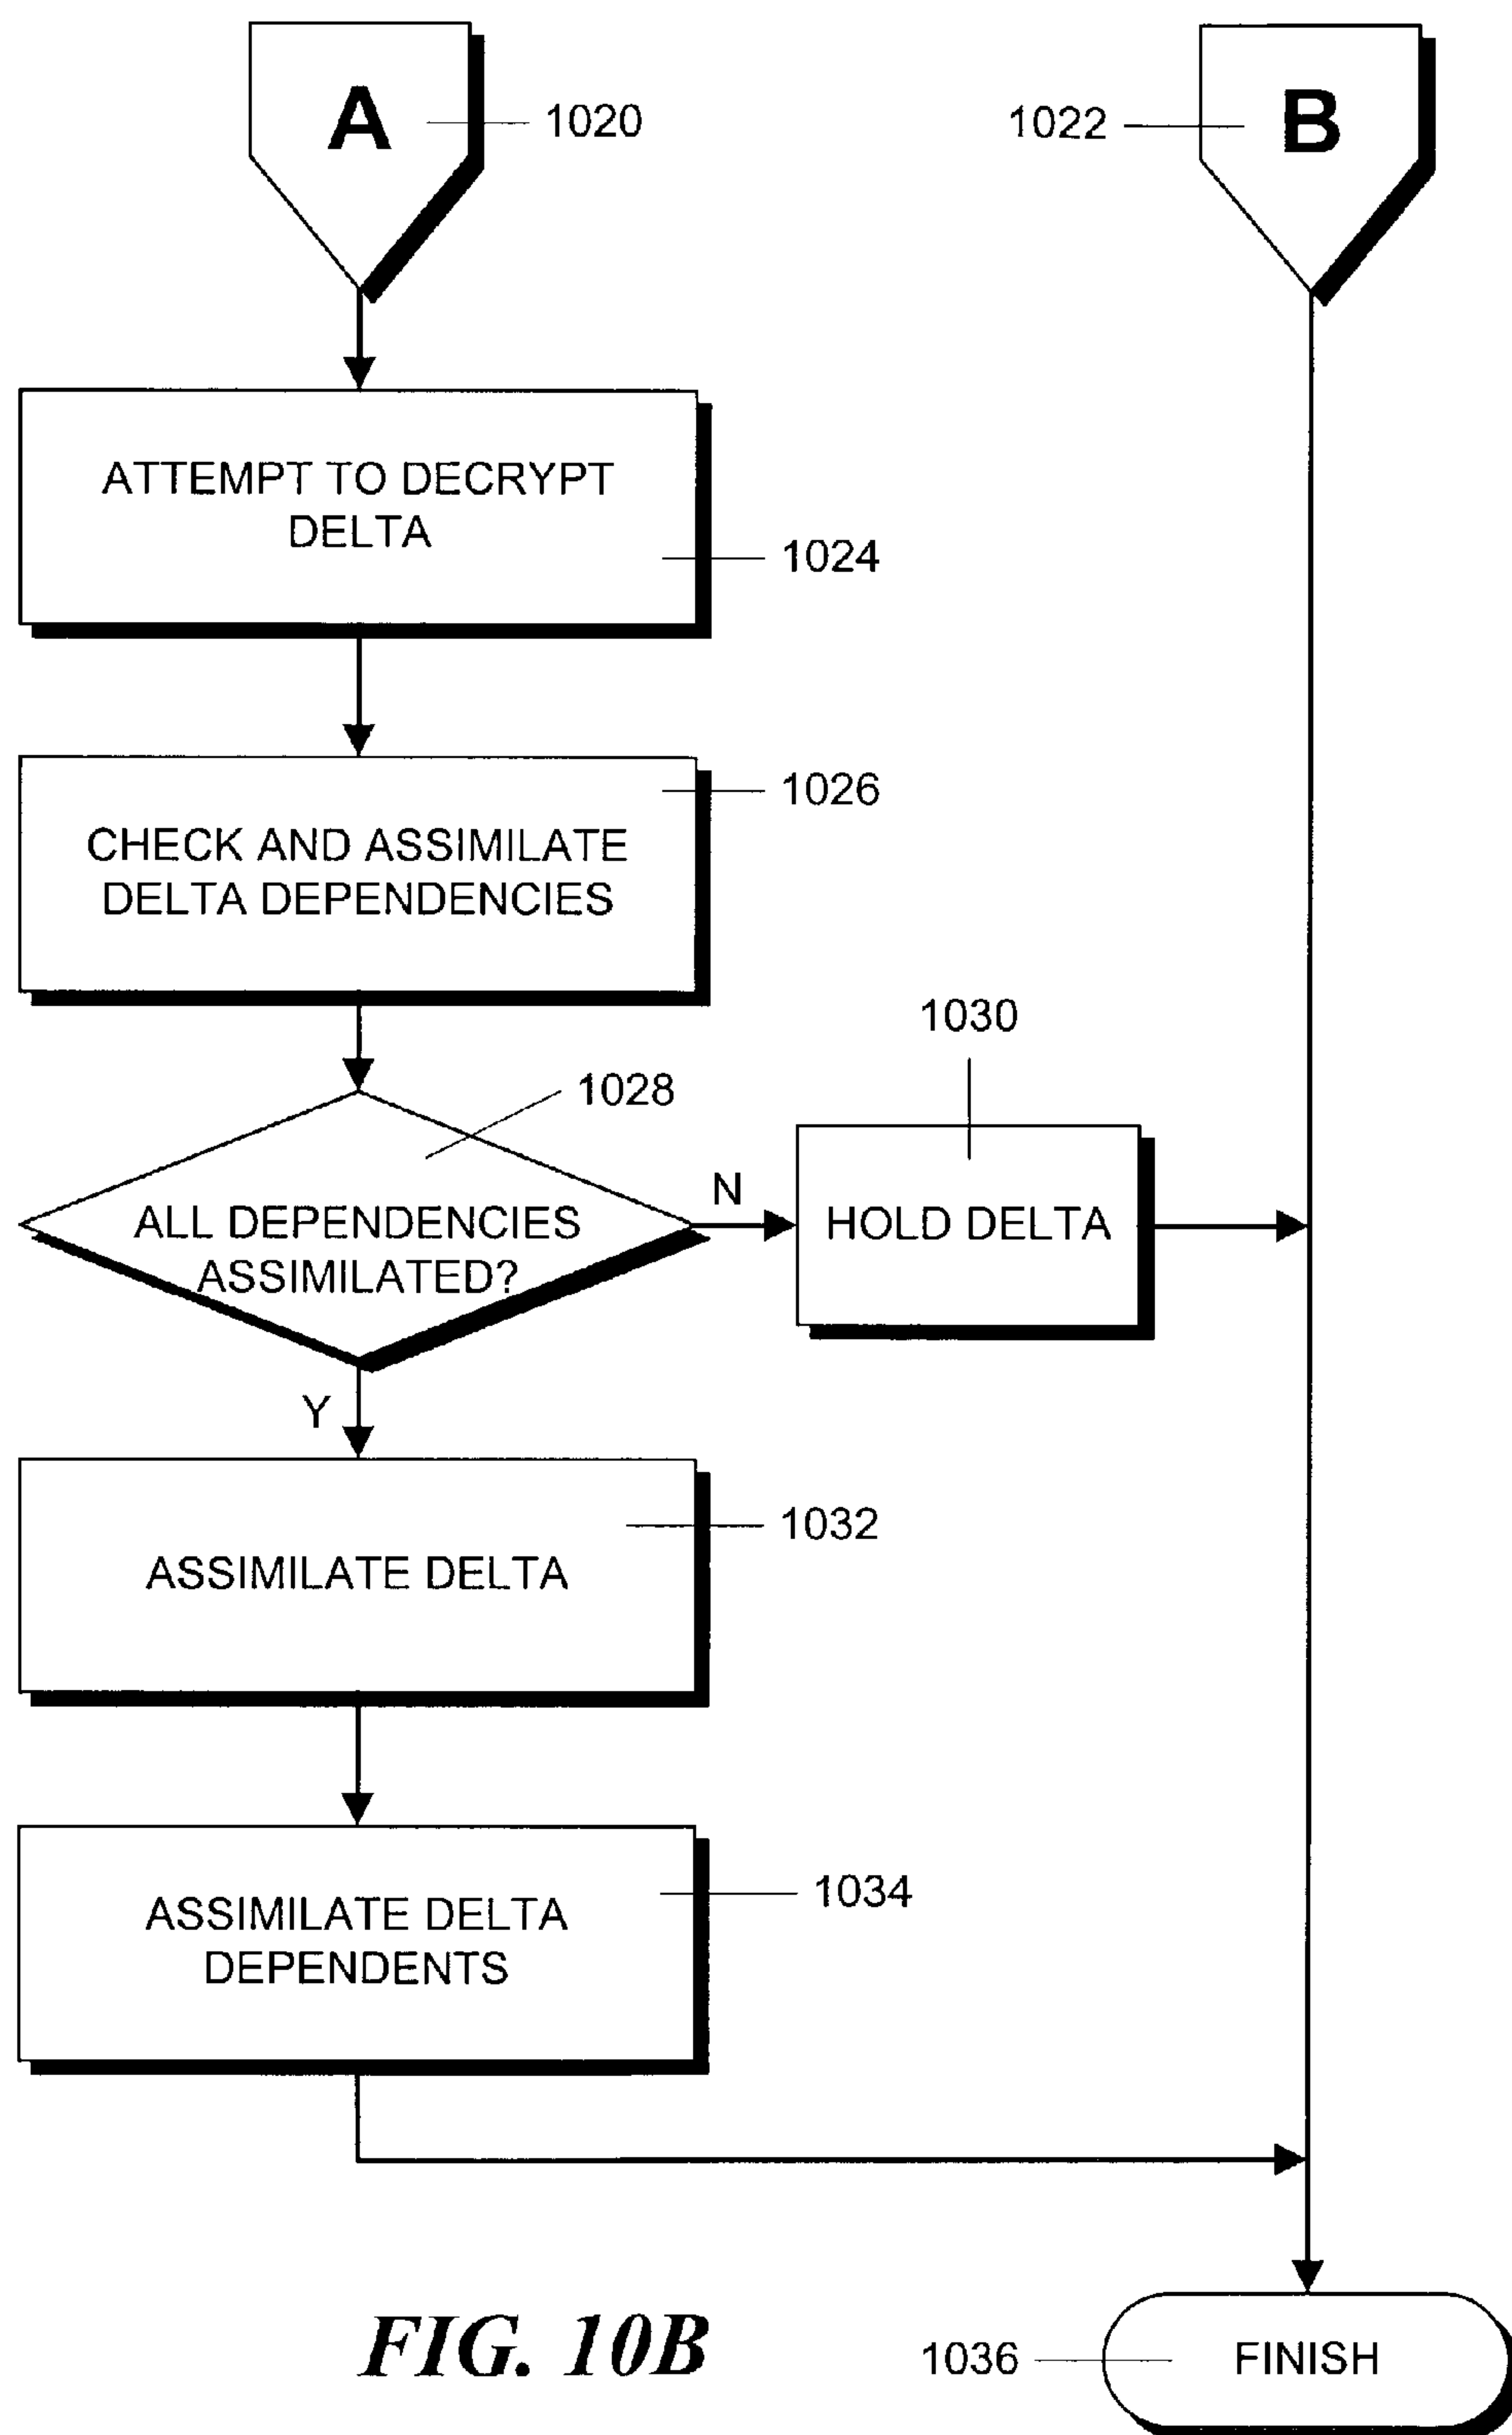 A
1020
1022
B
ATTEMPT TO DECRYPT
DELTA
1024
1026
CHECK AND ASSIMILATE
DELTA DEPENDENCIES
1030
1028
N
HOLD DELTA
ALL DEPENDENCIES
ASSIMILATED?
Y
1032
ASSIMILATE DELTA
1034
ASSIMILATE DELTA
DEPENDENTS
FIG. 10B
1036
FINISH